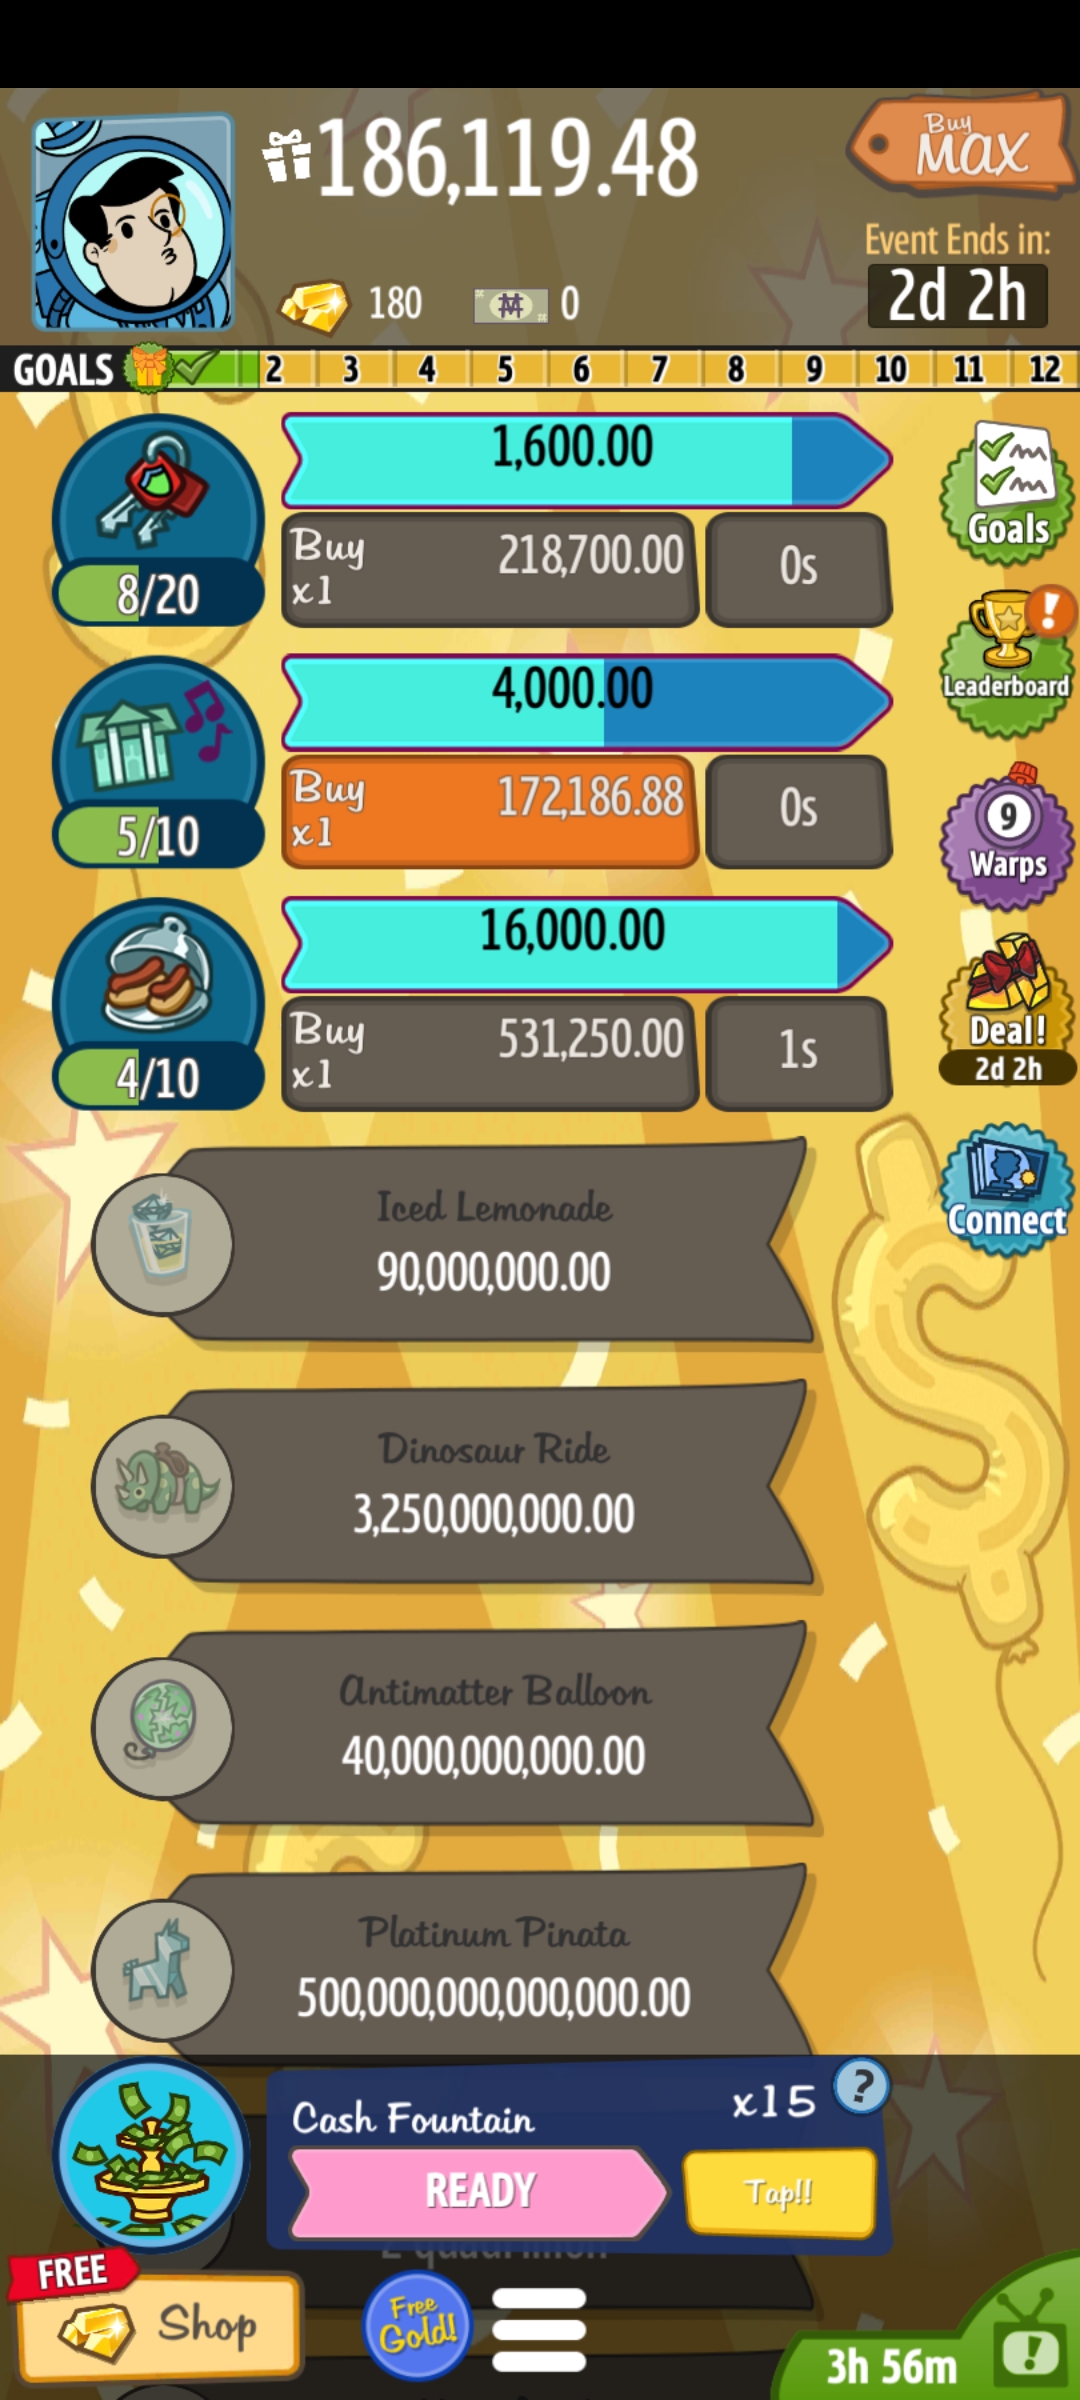 186,119.48
Buy
MAX
Event Ends in:
2d 2h
180
0
GOALS 2 3 4 5 6 7 8 9 10 11 12
1,600.00
Buy
x1
218,700.00
0s
8/20
Goals
4,000.00
Buy
x1
172,186.88
0s
5/10
!
Leaderboard
9
Warps
16,000.00
Buy
x1
531,250.00
1s
4/10
Deal!
2d 2h
Connect
Iced Lemonade
90,000,000.00
Dinosaur Ride
3,250,000,000.00
Antimatter Balloon
40,000,000,000.00
Platinum Pinata
500,000,000,000,000.00
Cash Fountain
x15
?
READY
Tap!!
FREE
Shop
Free
Gold!
3h 56m
!